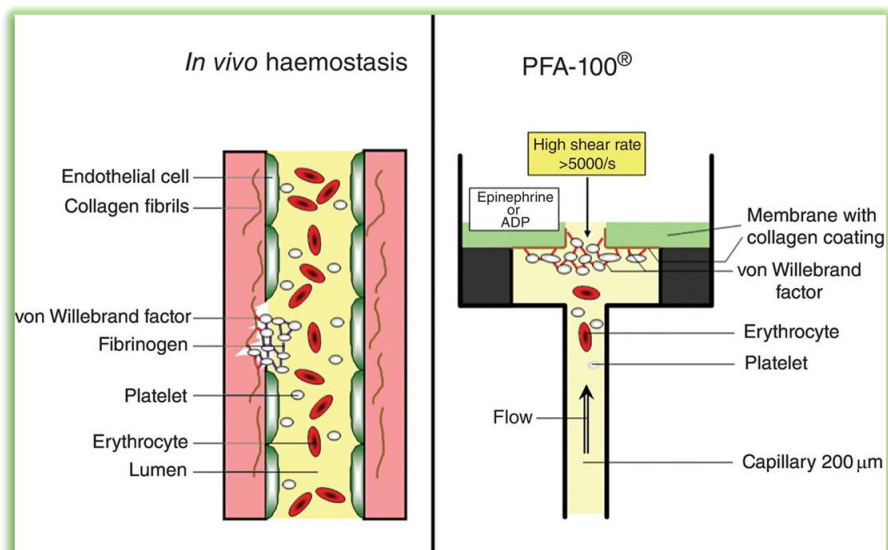 In vivo haemostasis
Endothelial cell
Collagen fibrils
von Willebrand factor
Fibrinogen
Platelet
Erythrocyte
Lumen
PFA-100®
High shear rate
>5000/s
Epinephrine
or
ADP
Membrane with
collagen coating
von Willebrand
factor
Erythrocyte
Platelet
Flow
Capillary 200 μm